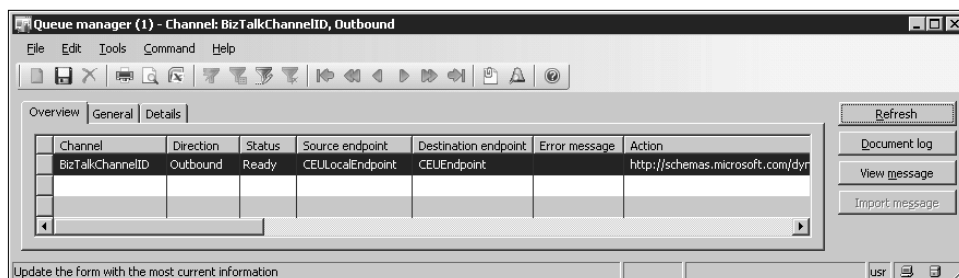 Queue manager (1) - Channel: BizTalkChannelID, Outbound
File Edit Tools Command Help
Overview General Details
Refresh
Document log
View message
Import message
Channel Direction Status Source endpoint Destination endpoint Error message Action
BizTalkChannelID Outbound Ready CEULocalEndpoint CEUEndpoint http://schemas.microsoft.com/dyr
Update the form with the most current information usr